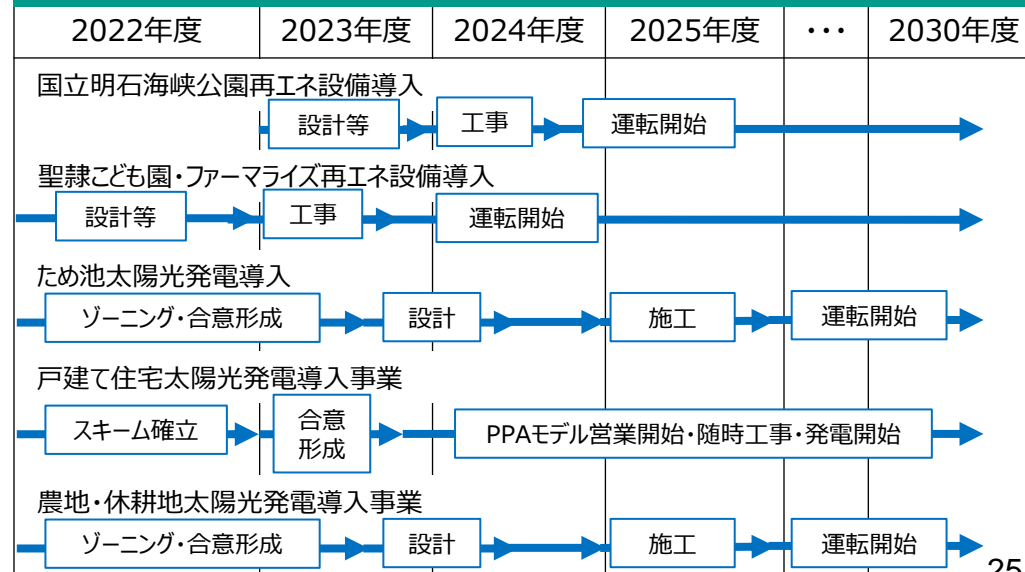 2022年度 2023年度 2024年度 2025年度 ・・・ 2030年度
国立明石海峡公園再エネ設備導入
設計等 工事 運転開始
聖隷こども園・ファーマライズ再エネ設備導入
設計等 工事 運転開始
ため池太陽光発電導入
ゾーニング・合意形成 設計 施工 運転開始
戸建て住宅太陽光発電導入事業
スキーム確立 合意 PPAモデル営業開始・随時工事・発電開始
形成
農地・休耕地太陽光発電導入事業
ゾーニング・合意形成 設計 施工 運転開始
25